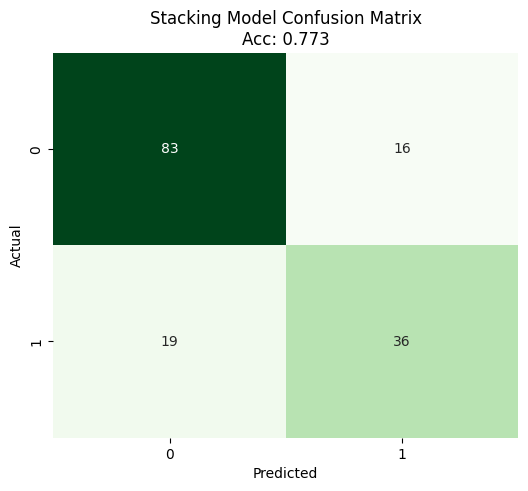 Stacking Model Confusion Matrix
Acc: 0.773
Actual
0
83
16
1
19
36
0
1
Predicted